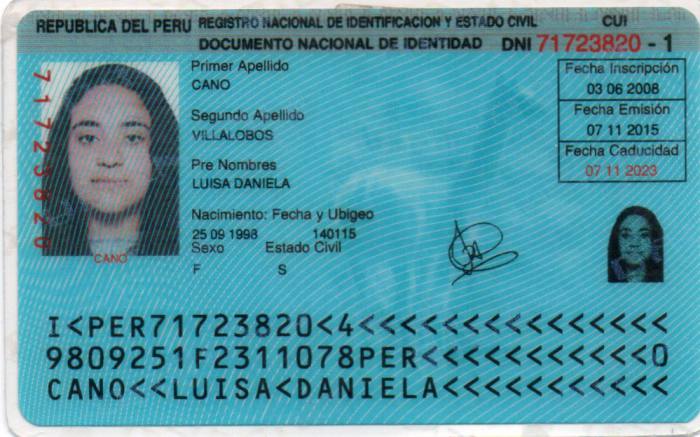 REPUBLICA DEL PERU REGISTRO NACIONAL DE IDENTIFICACION Y ESTADO CIVIL CUI
DOCUMENTO NACIONAL DE IDENTIDAD DNI 71723820 - 1
71723820
Primer Apellido
CANO
Segundo Apellido
VILLALOBOS
Pre Nombres
LUISA DANIELA
Nacimiento: Fecha y Ubigeo
25 09 1998 140115
Sexo Estado Civil
F S
Fecha Inscripción
03 06 2008
Fecha Emisión
07 11 2015
Fecha Caducidad
07 11 2023
CANO
I<PER71723820<4<<<<<<<<<<<<<<<
9809251F2311078PER<<<<<<<<<<<0
CANO<<LUISA<DANIELA<<<<<<<<<<<